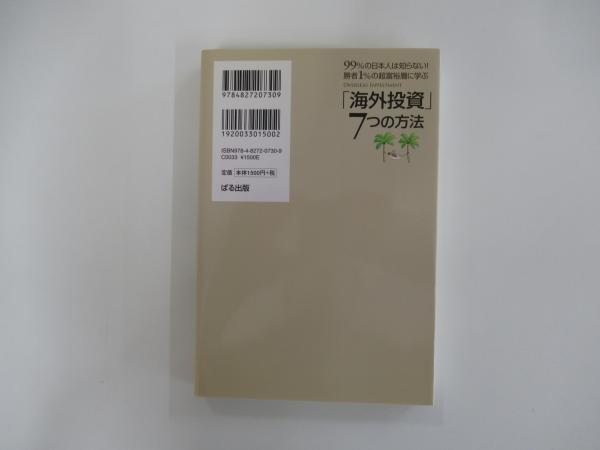 99%の日本人は知らない!
勝者1%の超富裕層に学ぶ
OVERSEAS INVESTMENT
「海外投資」
7つの方法
9784827207309
1920033015002
ISBN978-4-8272-0730-9
C0033 ¥1500E
定価 本体1500円+税
ぱる出版